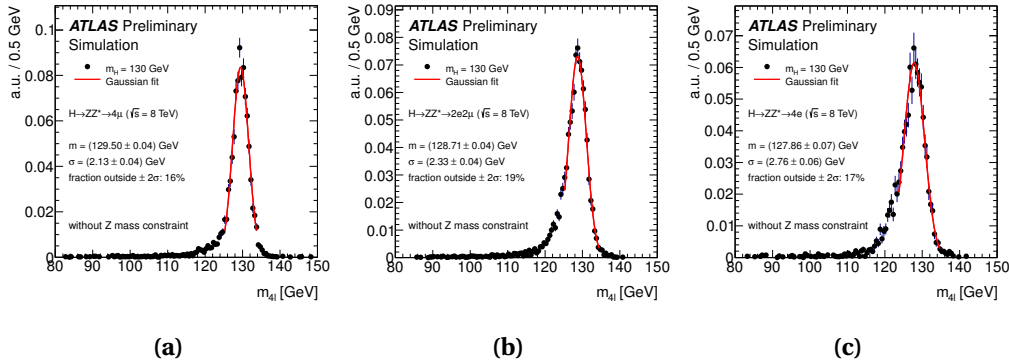 ATLAS Preliminary
Simulation
m_H = 130 GeV
Gaussian fit
H→ZZ*→4μ (√s = 8 TeV)
m = (129.50 ± 0.04) GeV
σ = (2.13 ± 0.04) GeV
fraction outside ± 2σ: 16%
without Z mass constraint
a.u. / 0.5 GeV
0.1
0.08
0.06
0.04
0.02
0
80 90 100 110 120 130 140 150
m_4l [GeV]
(a)
ATLAS Preliminary
Simulation
m_H = 130 GeV
Gaussian fit
H→ZZ*→2e2μ (√s = 8 TeV)
m = (128.71 ± 0.04) GeV
σ = (2.33 ± 0.04) GeV
fraction outside ± 2σ: 19%
without Z mass constraint
a.u. / 0.5 GeV
0.09
0.08
0.07
0.06
0.05
0.04
0.03
0.02
0.01
0
80 90 100 110 120 130 140 150
m_4l [GeV]
(b)
ATLAS Preliminary
Simulation
m_H = 130 GeV
Gaussian fit
H→ZZ*→4e (√s = 8 TeV)
m = (127.86 ± 0.07) GeV
σ = (2.76 ± 0.06) GeV
fraction outside ± 2σ: 17%
without Z mass constraint
a.u. / 0.5 GeV
0.07
0.06
0.05
0.04
0.03
0.02
0.01
0
80 90 100 110 120 130 140 150
m_4l [GeV]
(c)